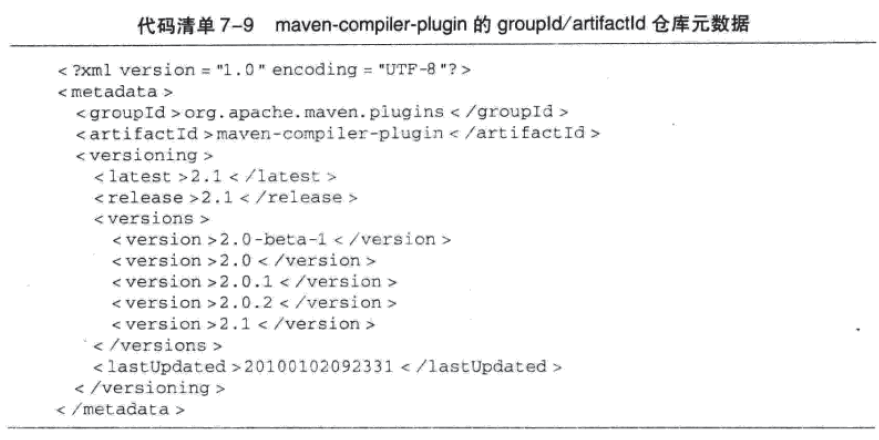 代码清单 7-9 maven-compiler-plugin 的 groupId/artifactId 仓库元数据
<?xml version = "1.0" encoding = "UTF-8"?>
<metadata>
<groupId>org.apache.maven.plugins</groupId>
<artifactId>maven-compiler-plugin</artifactId>
<versioning>
<latest>2.1</latest>
<release>2.1</release>
<versions>
<version>2.0-beta-1</version>
<version>2.0</version>
<version>2.0.1</version>
<version>2.0.2</version>
<version>2.1</version>
</versions>
<lastUpdated>20100102092331</lastUpdated>
</versioning>
</metadata>